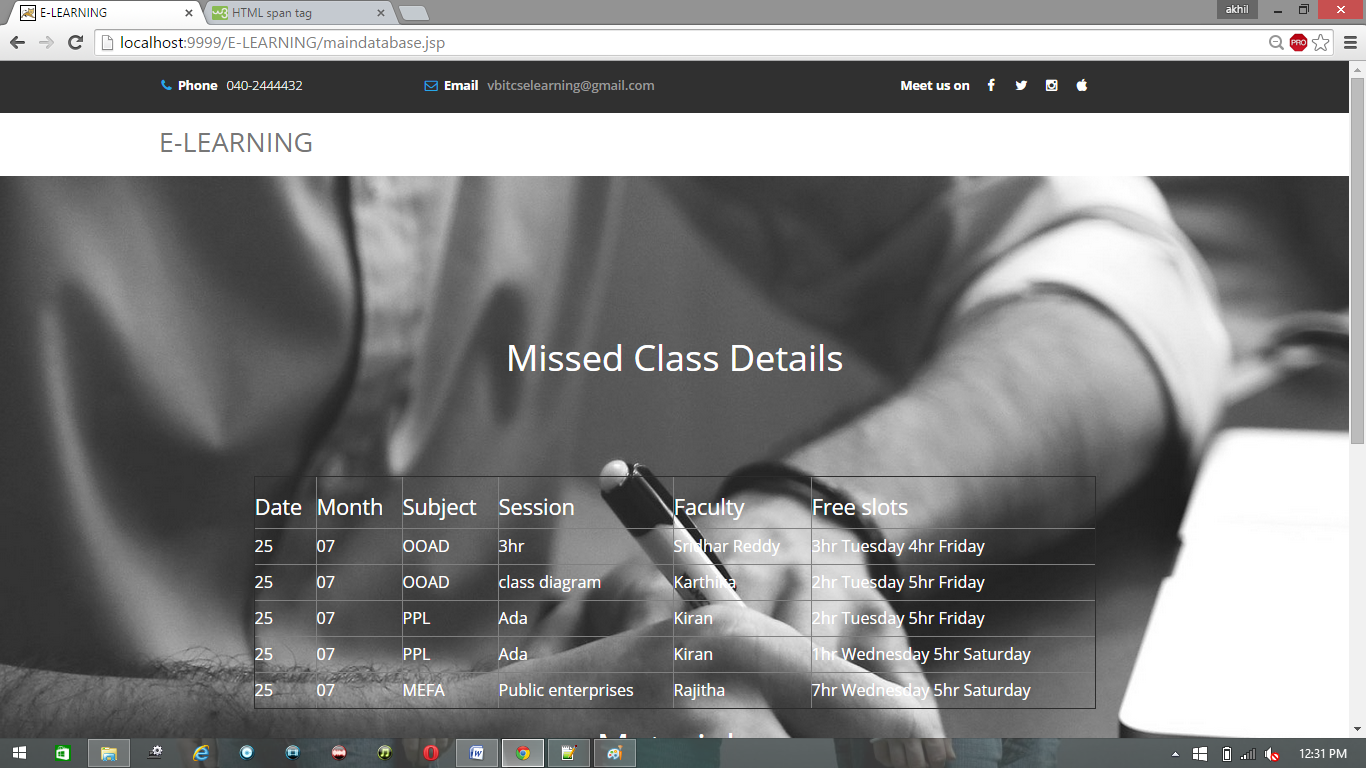 E-LEARNING
HTML span tag
akhil
localhost:9999/E-LEARNING/maindatabase.jsp
PRO
Phone 040-2444432
Email vbitcselearning@gmail.com
Meet us on
E-LEARNING
Missed Class Details
Date Month Subject Session Faculty Free slots
25 07 OOAD 3hr Sridhar Reddy 3hr Tuesday 4hr Friday
25 07 OOAD class diagram Karthika 2hr Tuesday 5hr Friday
25 07 PPL Ada Kiran 2hr Tuesday 5hr Friday
25 07 PPL Ada Kiran 1hr Wednesday 5hr Saturday
25 07 MEFA Public enterprises Rajitha 7hr Wednesday 5hr Saturday
12:31 PM